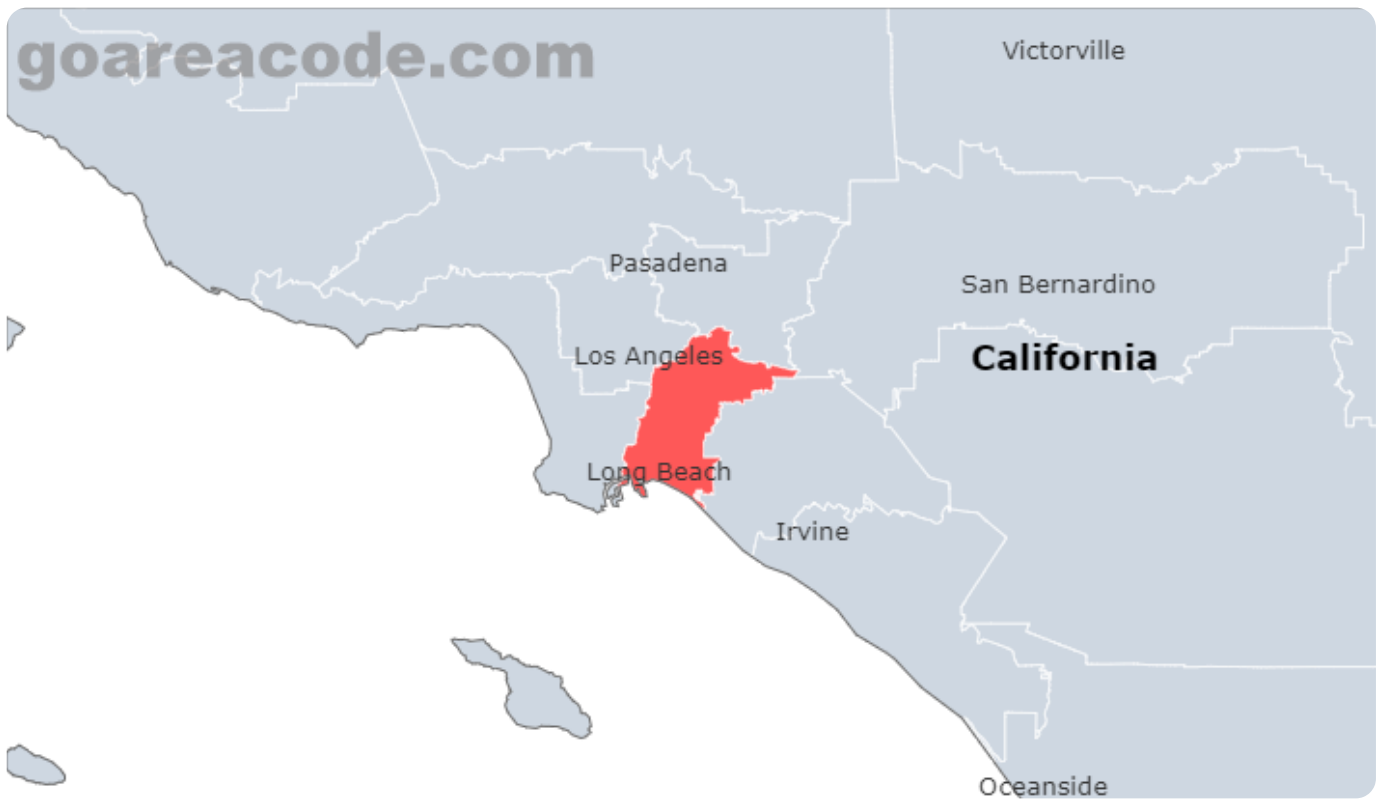 goareacode.com
Victorville
Pasadena
San Bernardino
Los Angeles
California
Long Beach
Irvine
Oceanside